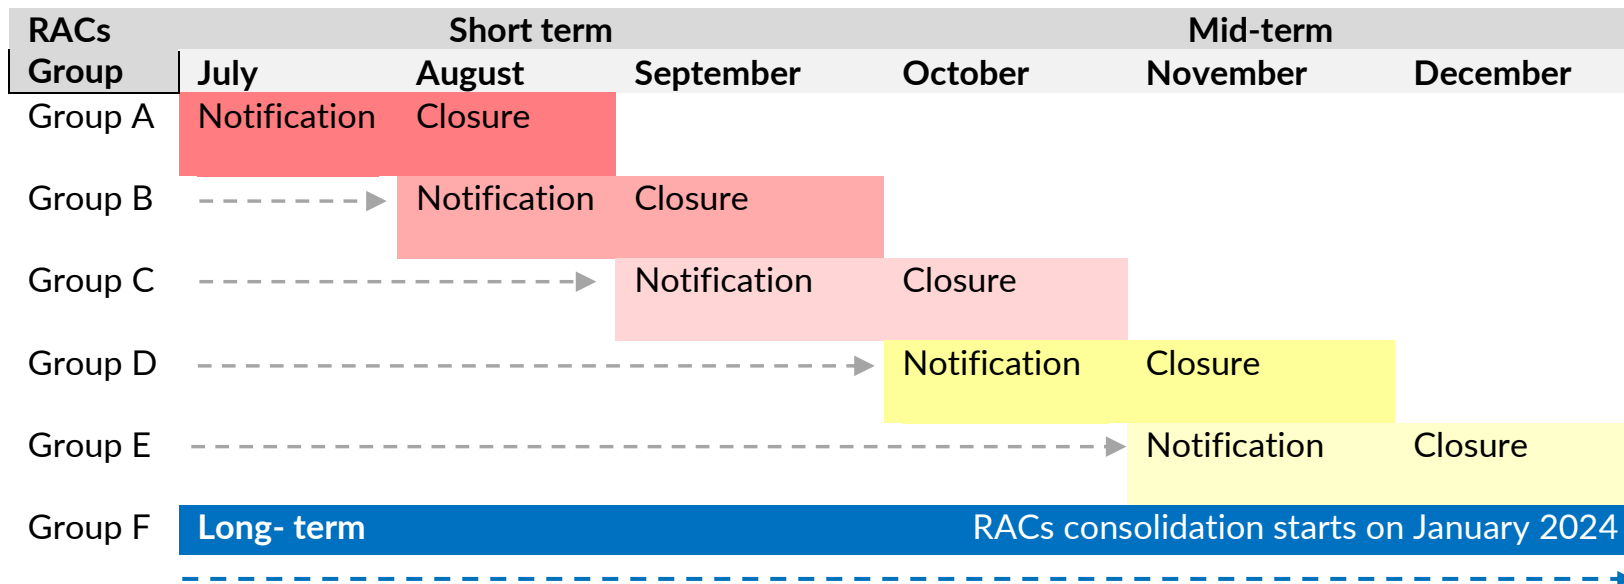 RACs Short term Mid-term
Group July August September October November December
Group A Notification Closure
Group B Notification Closure
Group C Notification Closure
Group D Notification Closure
Group E Notification Closure
Group F Long- term RACs consolidation starts on January 2024